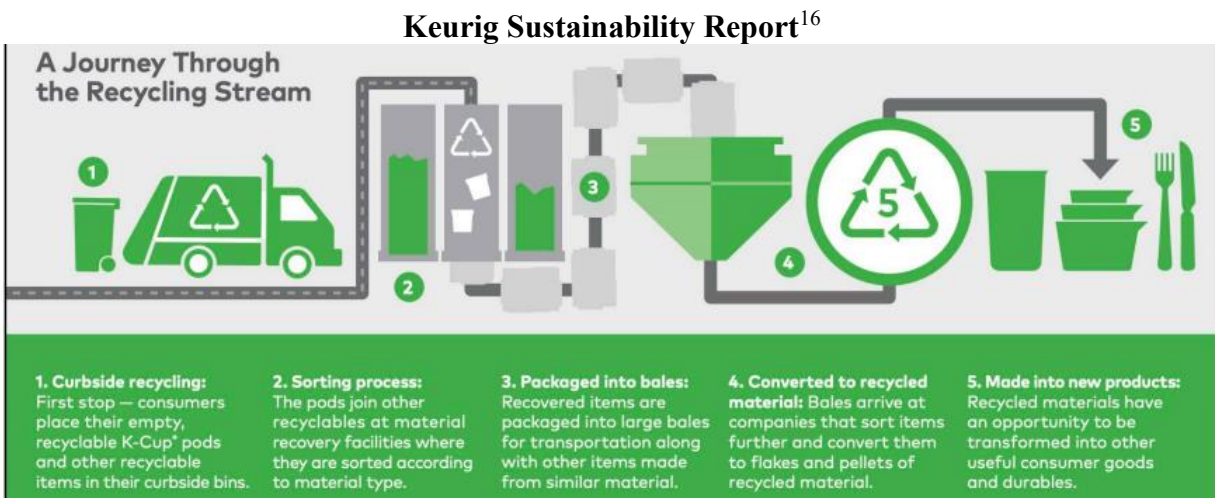 Keurig Sustainability Report16
A Journey Through
the Recycling Stream
1
2
3
4
5
5
1. Curbside recycling:
First stop — consumers
place their empty,
recyclable K-Cup® pods
and other recyclable
items in their curbside bins.
2. Sorting process:
The pods join other
recyclables at material
recovery facilities where
they are sorted according
to material type.
3. Packaged into bales:
Recovered items are
packaged into large bales
for transportation along
with other items made
from similar material.
4. Converted to recycled
material: Bales arrive at
companies that sort items
further and convert them
to flakes and pellets of
recycled material.
5. Made into new products:
Recycled materials have
an opportunity to be
transformed into other
useful consumer goods
and durables.